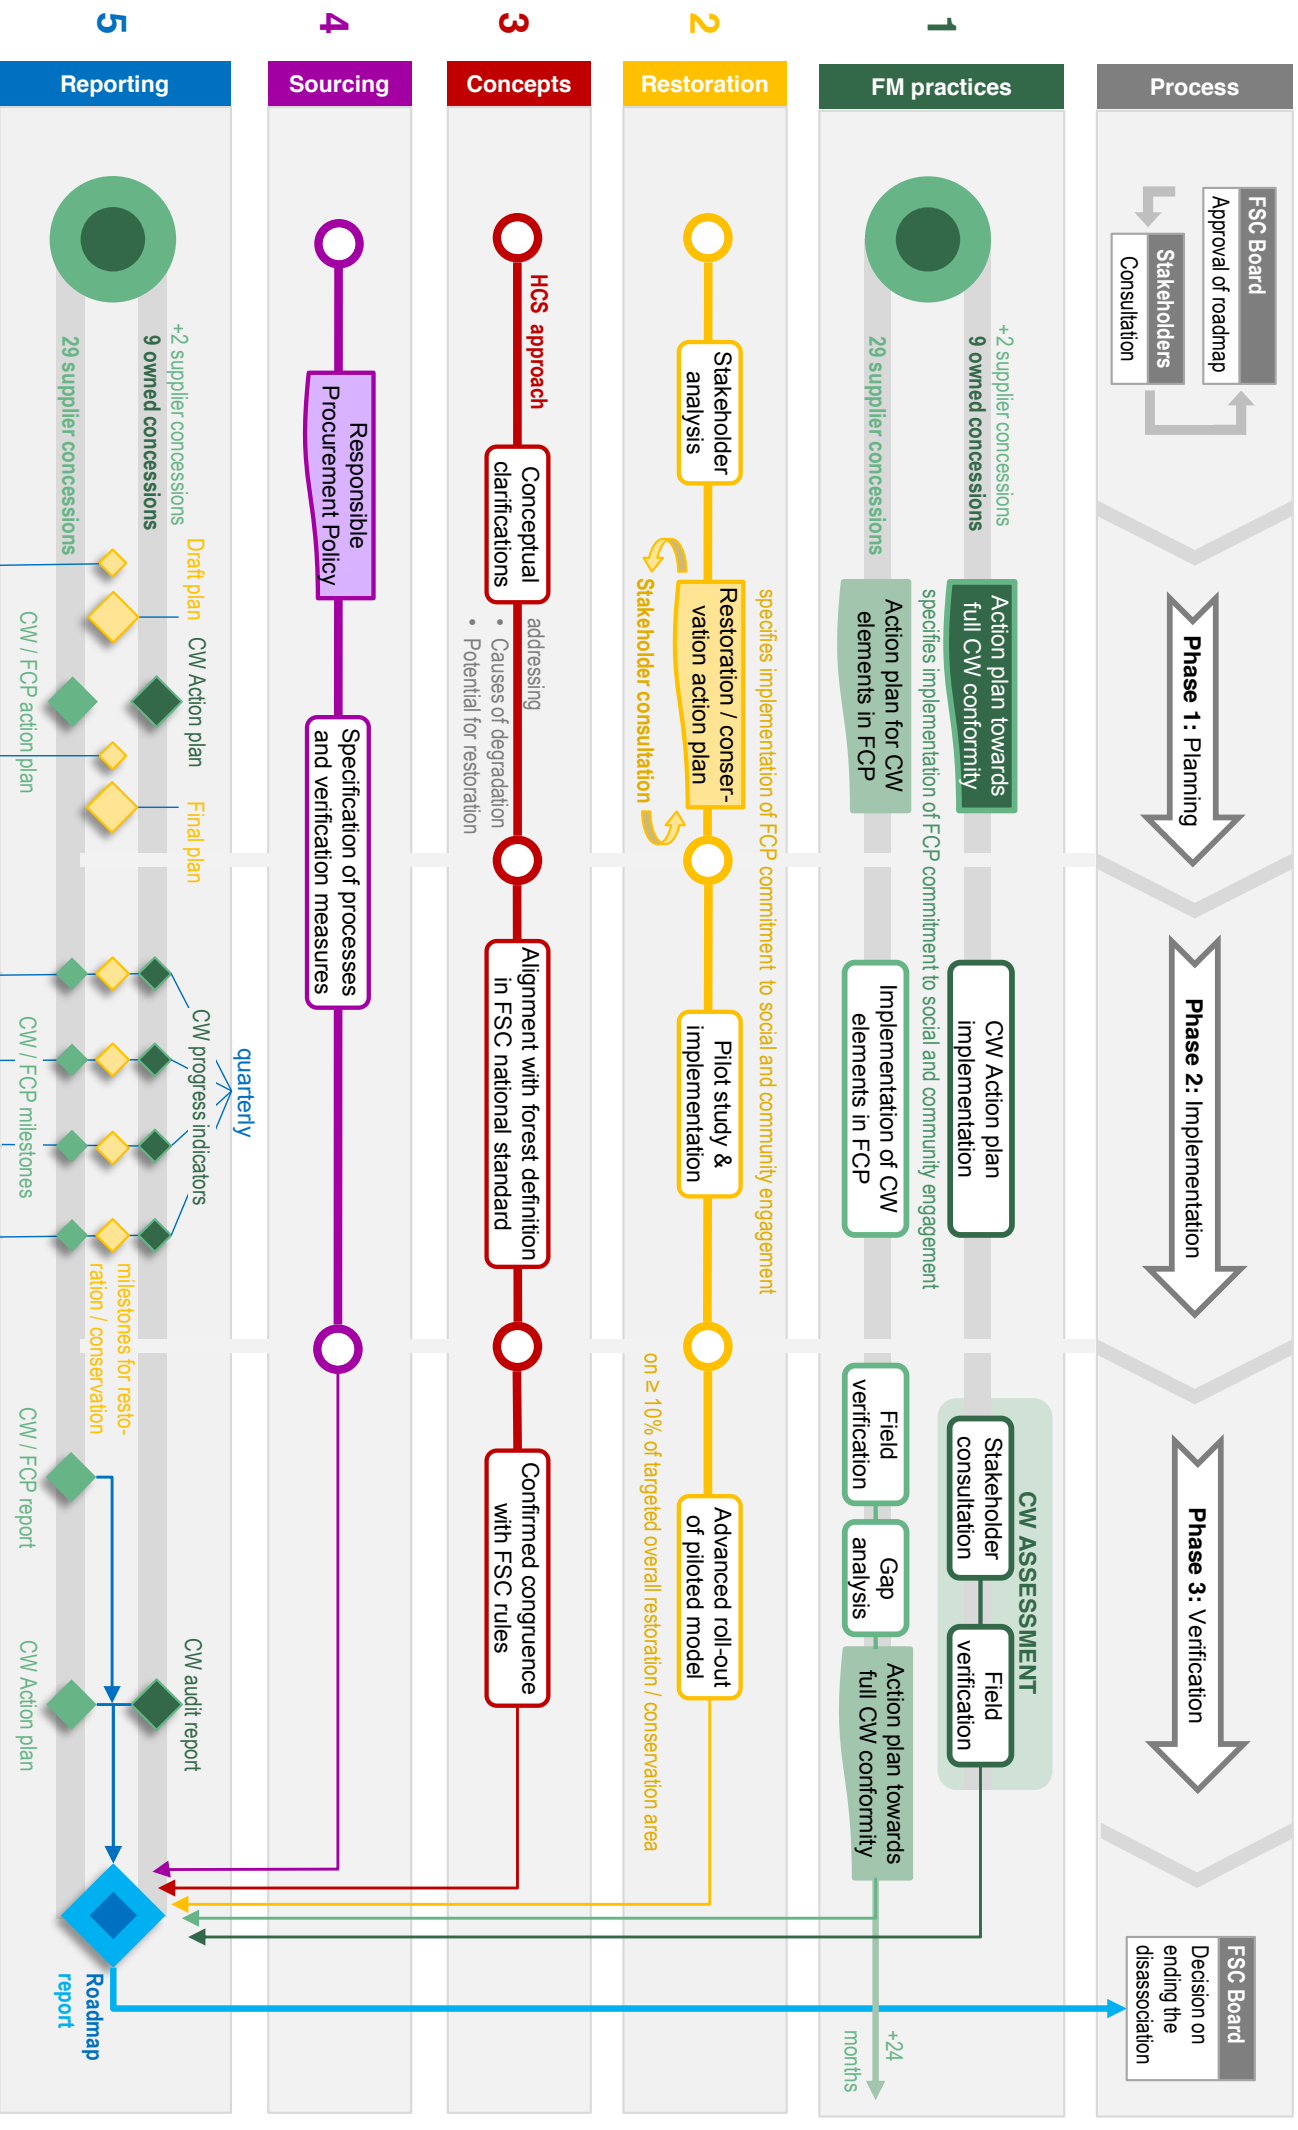 Process
FSC Board
Approval of roadmap
Stakeholders
Consultation
Phase 1: Planning
Phase 2: Implementation
Phase 3: Verification
FSC Board
Decision on
ending the
disassociation
1
FM practices
+2 supplier concessions
9 owned concessions
29 supplier concessions
Action plan towards
full CW conformity
specifies implementation of FCP commitment to social and community engagement
Action plan for CW
elements in FCP
CW Action plan
implementation
Implementation of CW
elements in FCP
CW ASSESSMENT
Stakeholder
consultation
Field
verification
Field
verification
Gap
analysis
Action plan towards
full CW conformity
+24
months
2
Restoration
Stakeholder
analysis
specifies implementation of FCP commitment to social and community engagement
Restoration / conser-
vation action plan
Stakeholder consultation
Pilot study &
implementation
Advanced roll-out
of piloted model
on ≥ 10% of targeted overall restoration / conservation area
3
Concepts
HCS approach
Conceptual
clarifications
addressing
• Causes of degradation
• Potential for restoration
Alignment with forest definition
in FSC national standard
Confirmed congruence
with FSC rules
4
Sourcing
Responsible
Procurement Policy
Specification of processes
and verification measures
5
Reporting
+2 supplier concessions
9 owned concessions
29 supplier concessions
Draft plan
CW Action plan
Final plan
CW / FCP action plan
quarterly
CW progress indicators
CW / FCP milestones
milestones for resto-
ration / conservation
CW / FCP report
CW audit report
CW Action plan
Roadmap
report